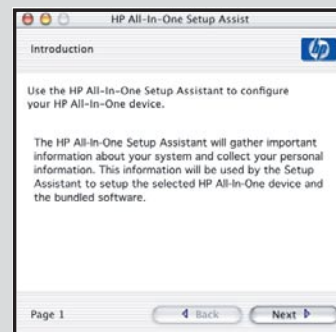 HP All-In-One Setup Assist
Introduction
hp
Use the HP All-In-One Setup Assistant to configure
your HP All-In-One device.
The HP All-In-One Setup Assistant will gather important
information about your system and collect your personal
information. This information will be used by the Setup
Assistant to setup the selected HP All-In-One device and
the bundled software.
Page 1
Back
Next